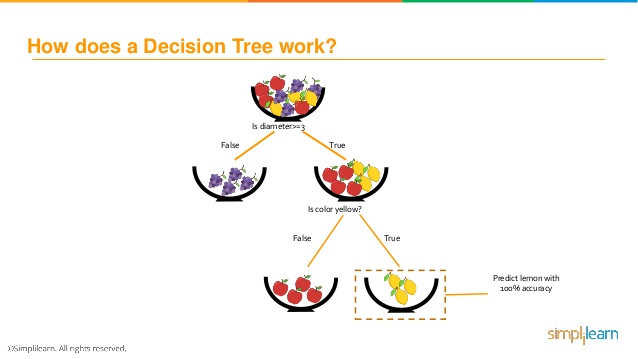 How does a Decision Tree work?
Is diameter>=3
False
True
Is color yellow?
False
True
Predict lemon with
100% accuracy
simplilearn
©Simplilearn. All rights reserved.